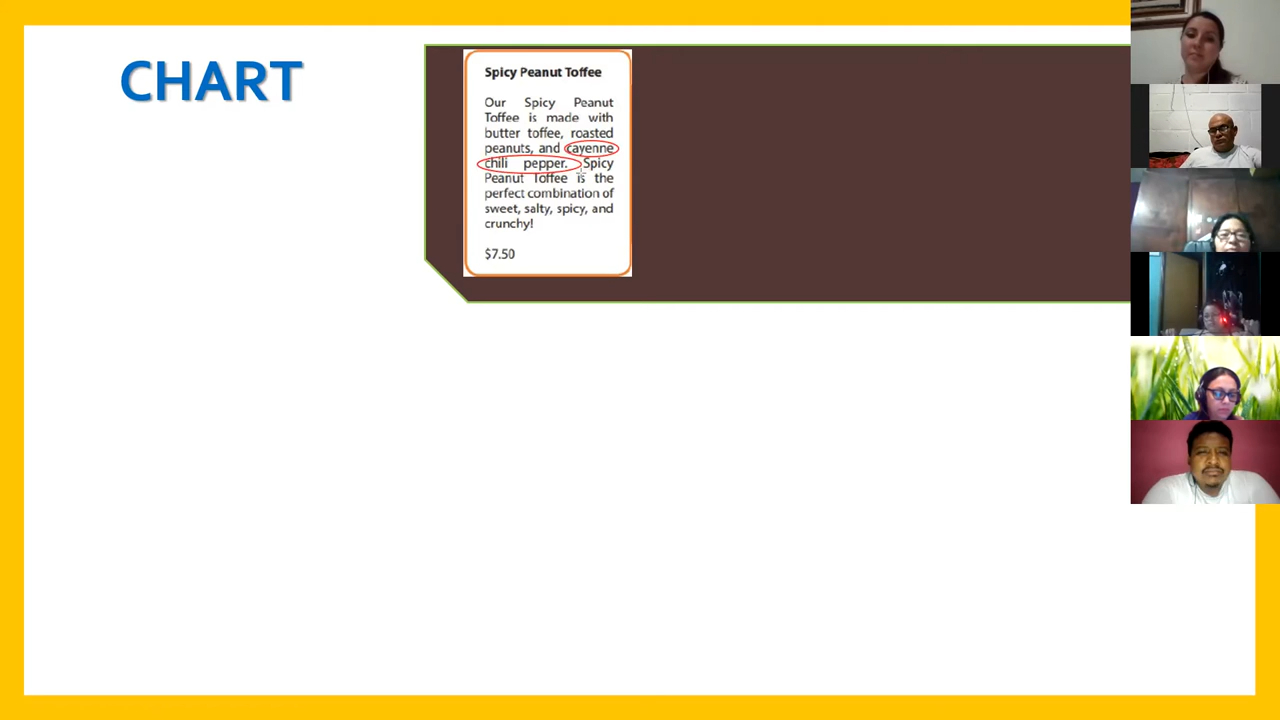 CHART
Spicy Peanut Toffee
Our Spicy Peanut
Toffee is made with
butter toffee, roasted
peanuts, and cayenne
chili pepper. Spicy
Peanut Toffee is the
perfect combination of
sweet, salty, spicy, and
crunchy!
$7.50